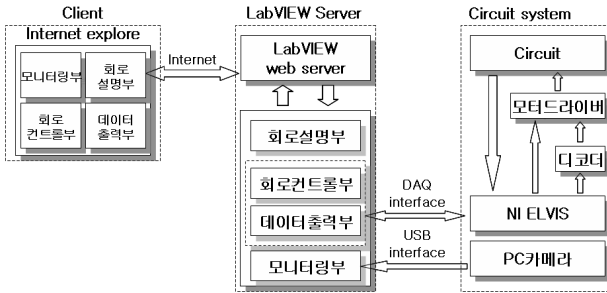 Client
Internet explore
모니터링부
회로
설명부
회로
컨트롤부
데이터
출력부
Internet
LabVIEW Server
LabVIEW
web server
회로설명부
회로컨트롤부
데이터출력부
모니터링부
DAQ
interface
USB
interface
Circuit system
Circuit
모터드라이버
디코더
NI ELVIS
PC카메라